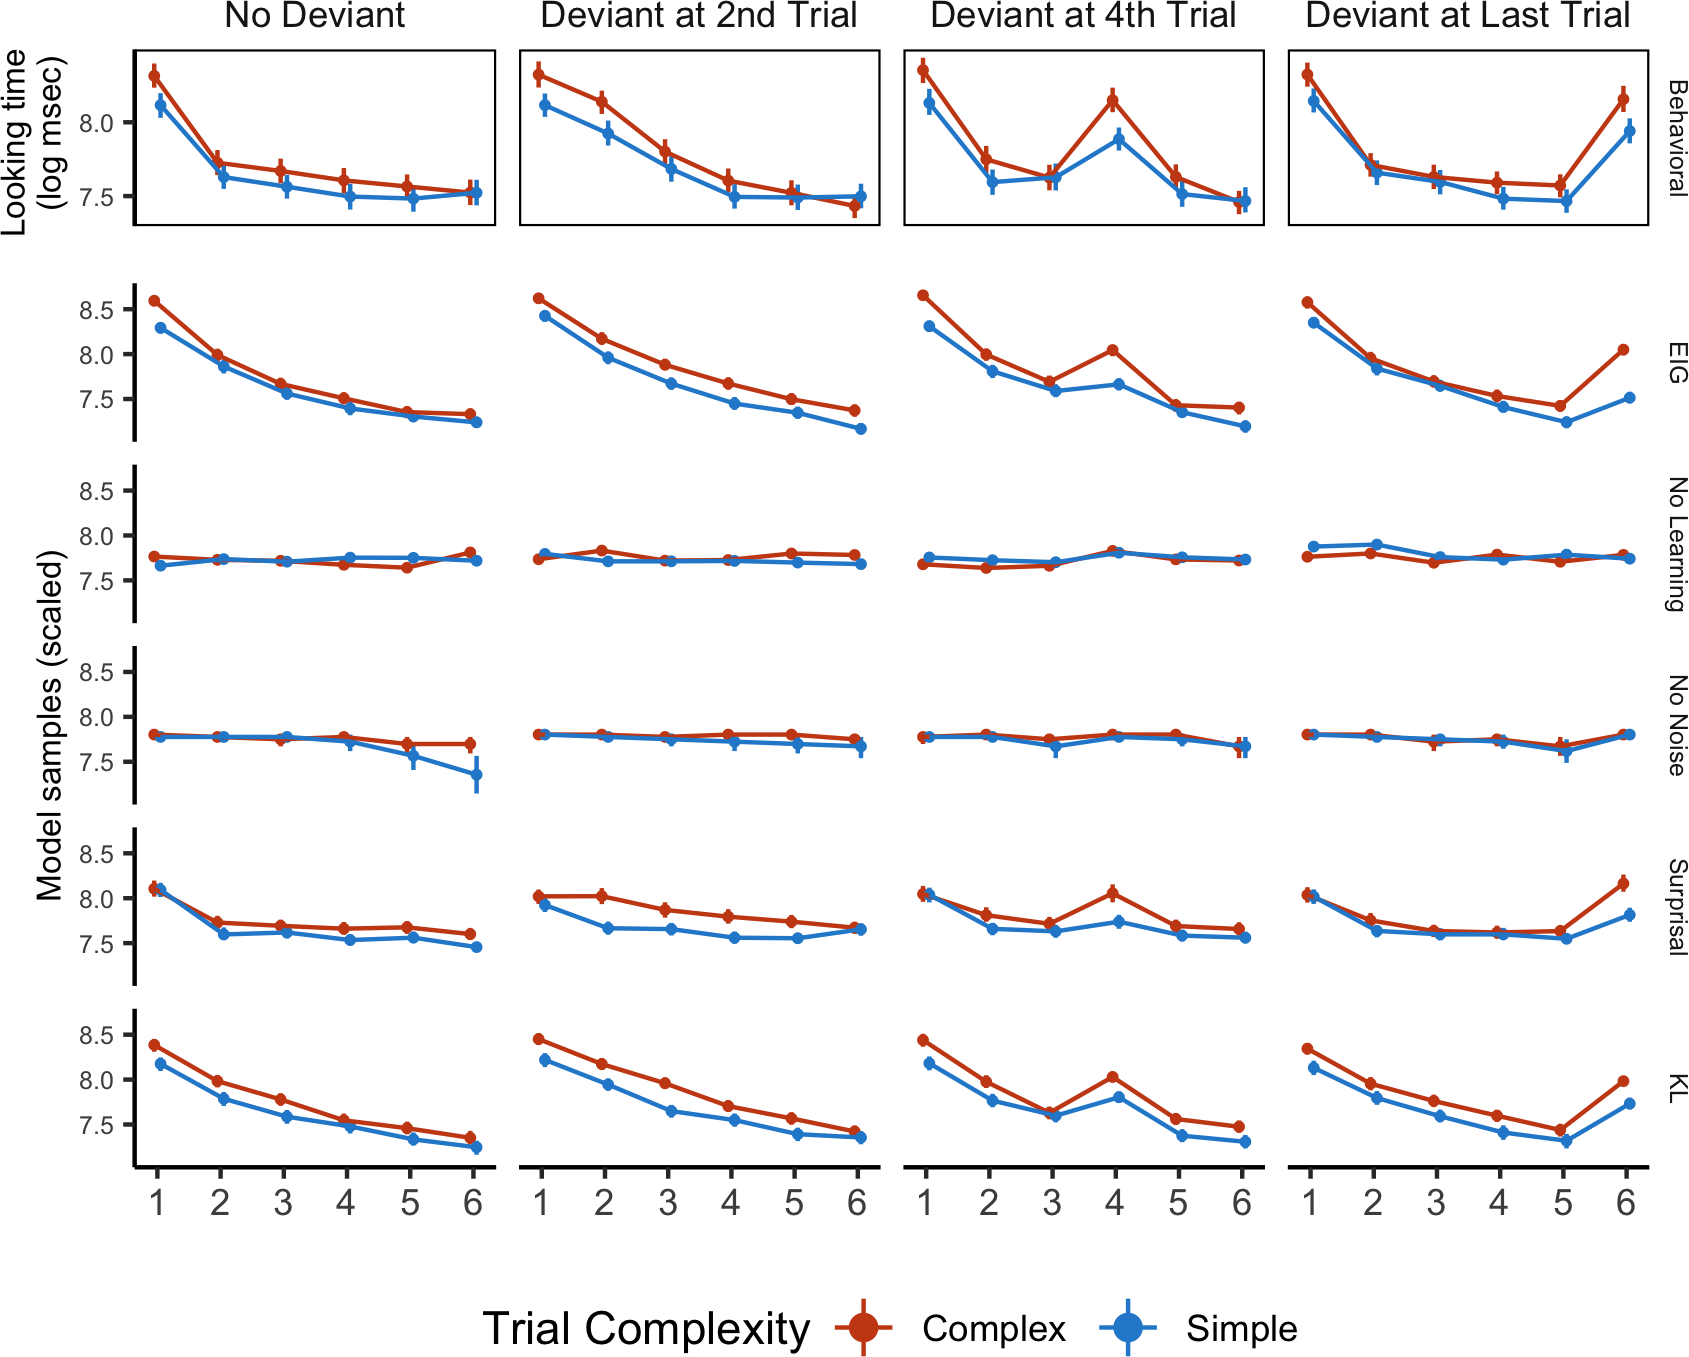 No Deviant
Deviant at 2nd Trial
Deviant at 4th Trial
Deviant at Last Trial
Looking time
(log msec)
8.0
7.5
Behavioral
Model samples (scaled)
8.5
8.0
7.5
EIG
8.5
8.0
7.5
No Learning
8.5
8.0
7.5
No Noise
8.5
8.0
7.5
Surprisal
8.5
8.0
7.5
KL
1 2 3 4 5 6
1 2 3 4 5 6
1 2 3 4 5 6
1 2 3 4 5 6
Trial Complexity Complex Simple